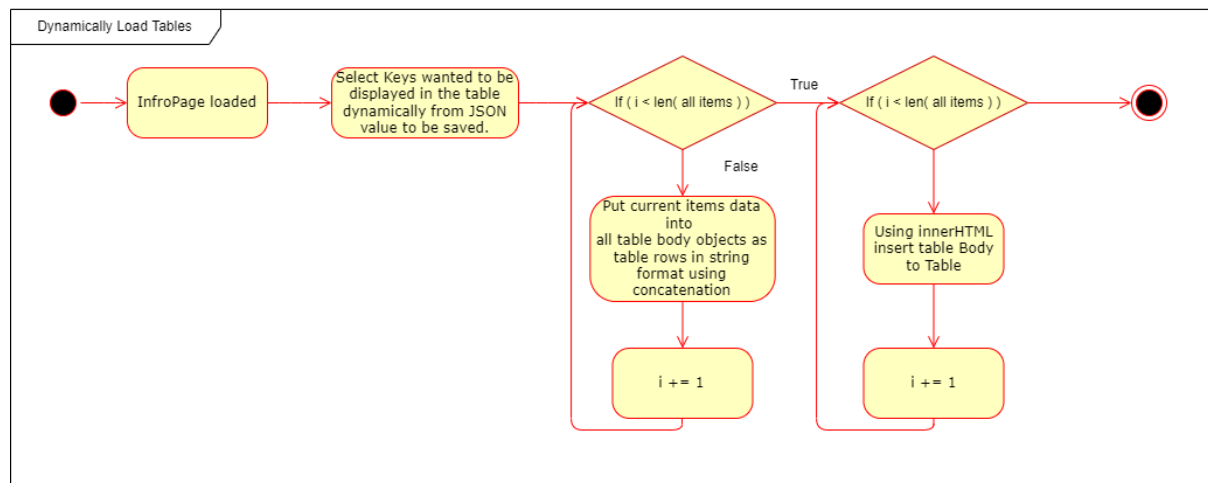 Dynamically Load Tables
InfroPage loaded
Select Keys wanted to be
displayed in the table
dynamically from JSON
value to be saved.
If ( i < len( all items ) )
True
False
Put current items data
into
all table body objects as
table rows in string
format using
concatenation
i += 1
If ( i < len( all items ) )
Using innerHTML
insert table Body
to Table
i += 1